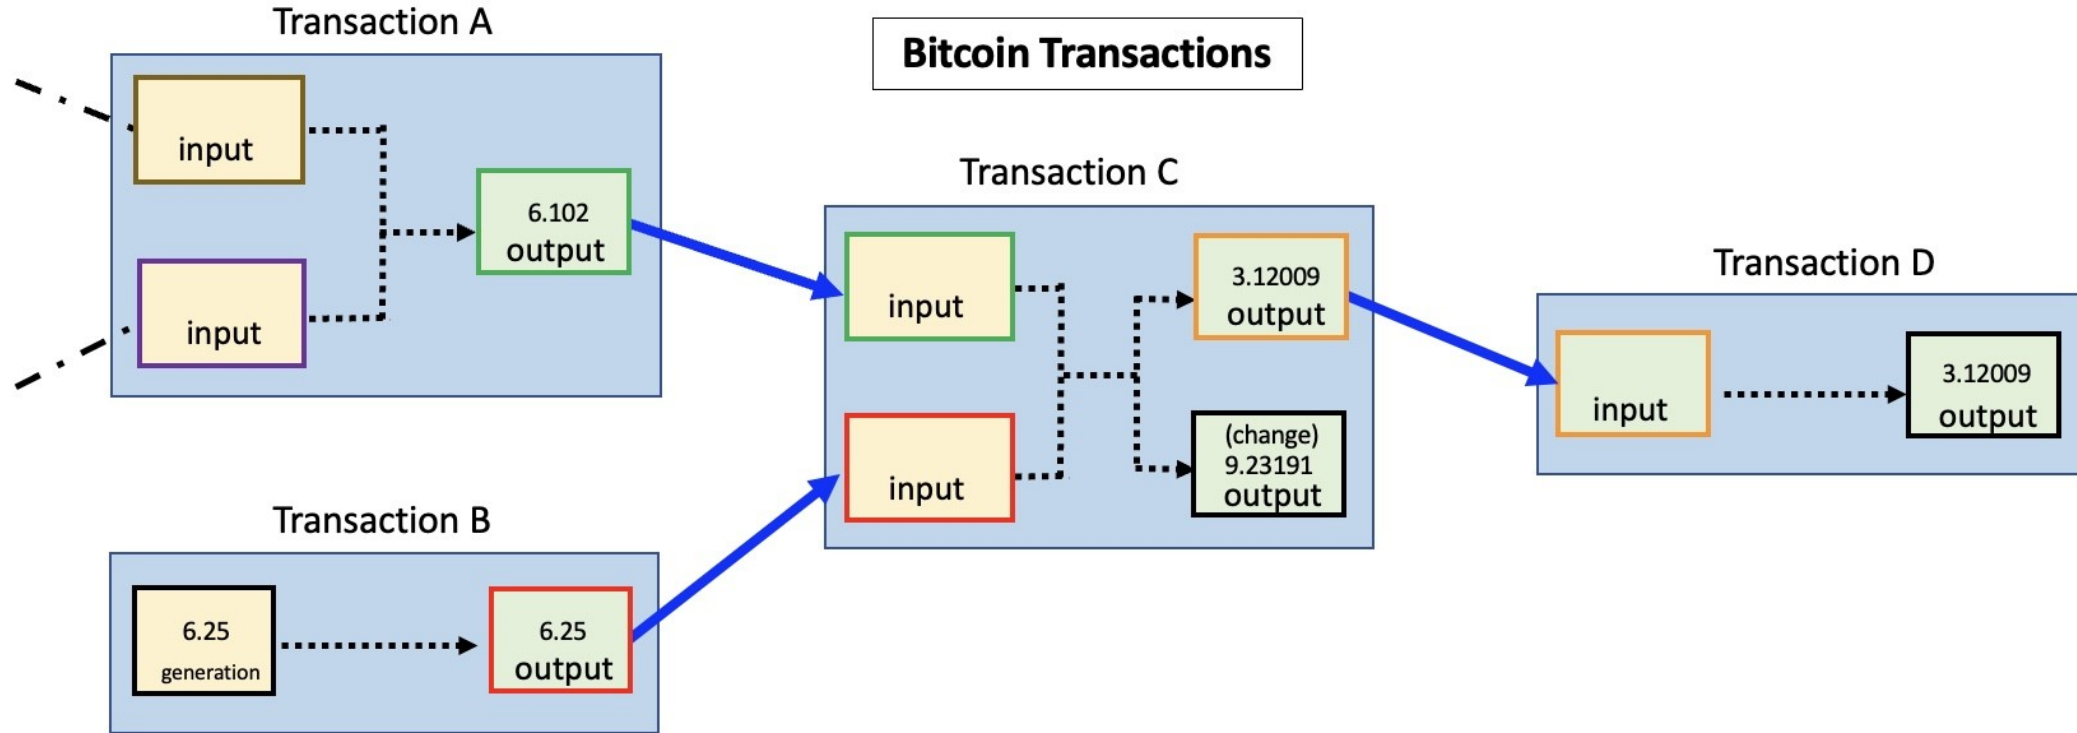 Bitcoin Transactions
Transaction A
input
input
6.102
output
Transaction B
6.25
generation
6.25
output
Transaction C
input
input
3.12009
output
(change)
9.23191
output
Transaction D
input
3.12009
output